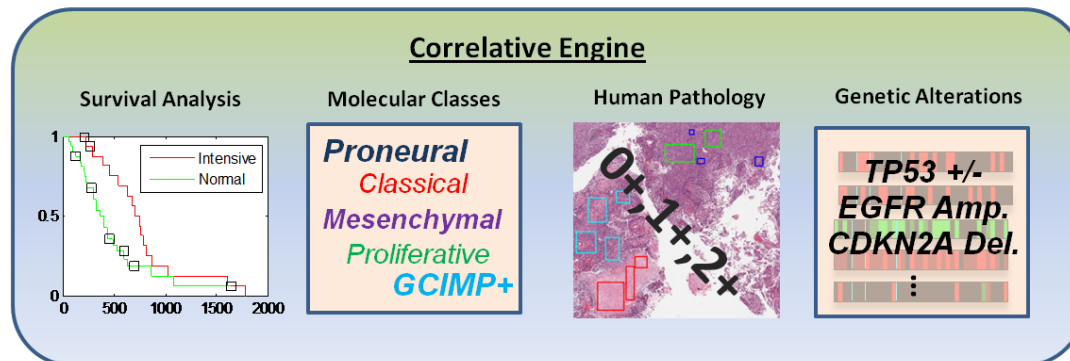 Correlative Engine
Survival Analysis
1
0.5
0
0 500 1000 1500 2000
Intensive
Normal
Molecular Classes
Proneural
Classical
Mesenchymal
Proliferative
GCIMP+
Human Pathology
0+,1+,2+
Genetic Alterations
TP53 +/-
EGFR Amp.
CDKN2A Del.
⋮